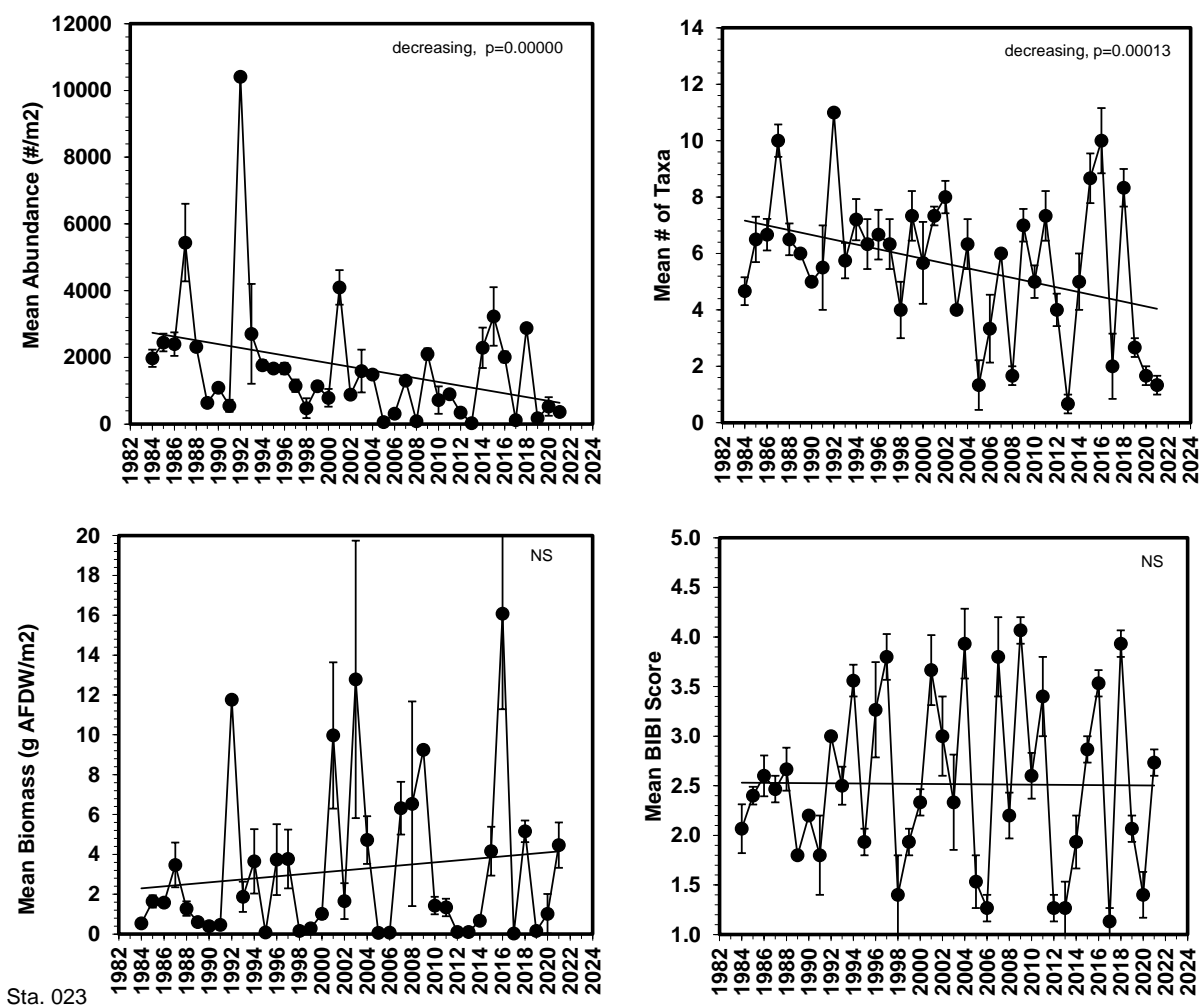 12000
10000
8000
6000
4000
2000
0
Mean Abundance (#/m2)
decreasing, p=0.00000
1982 1984 1986 1988 1990 1992 1994 1996 1998 2000 2002 2004 2006 2008 2010 2012 2014 2016 2018 2020 2022 2024
14
12
10
8
6
4
2
0
Mean # of Taxa
decreasing, p=0.00013
1982 1984 1986 1988 1990 1992 1994 1996 1998 2000 2002 2004 2006 2008 2010 2012 2014 2016 2018 2020 2022 2024
20
18
16
14
12
10
8
6
4
2
0
Mean Biomass (g AFDW/m2)
NS
1982 1984 1986 1988 1990 1992 1994 1996 1998 2000 2002 2004 2006 2008 2010 2012 2014 2016 2018 2020 2022 2024
5.0
4.5
4.0
3.5
3.0
2.5
2.0
1.5
1.0
Mean BIBI Score
NS
1982 1984 1986 1988 1990 1992 1994 1996 1998 2000 2002 2004 2006 2008 2010 2012 2014 2016 2018 2020 2022 2024
Sta. 023